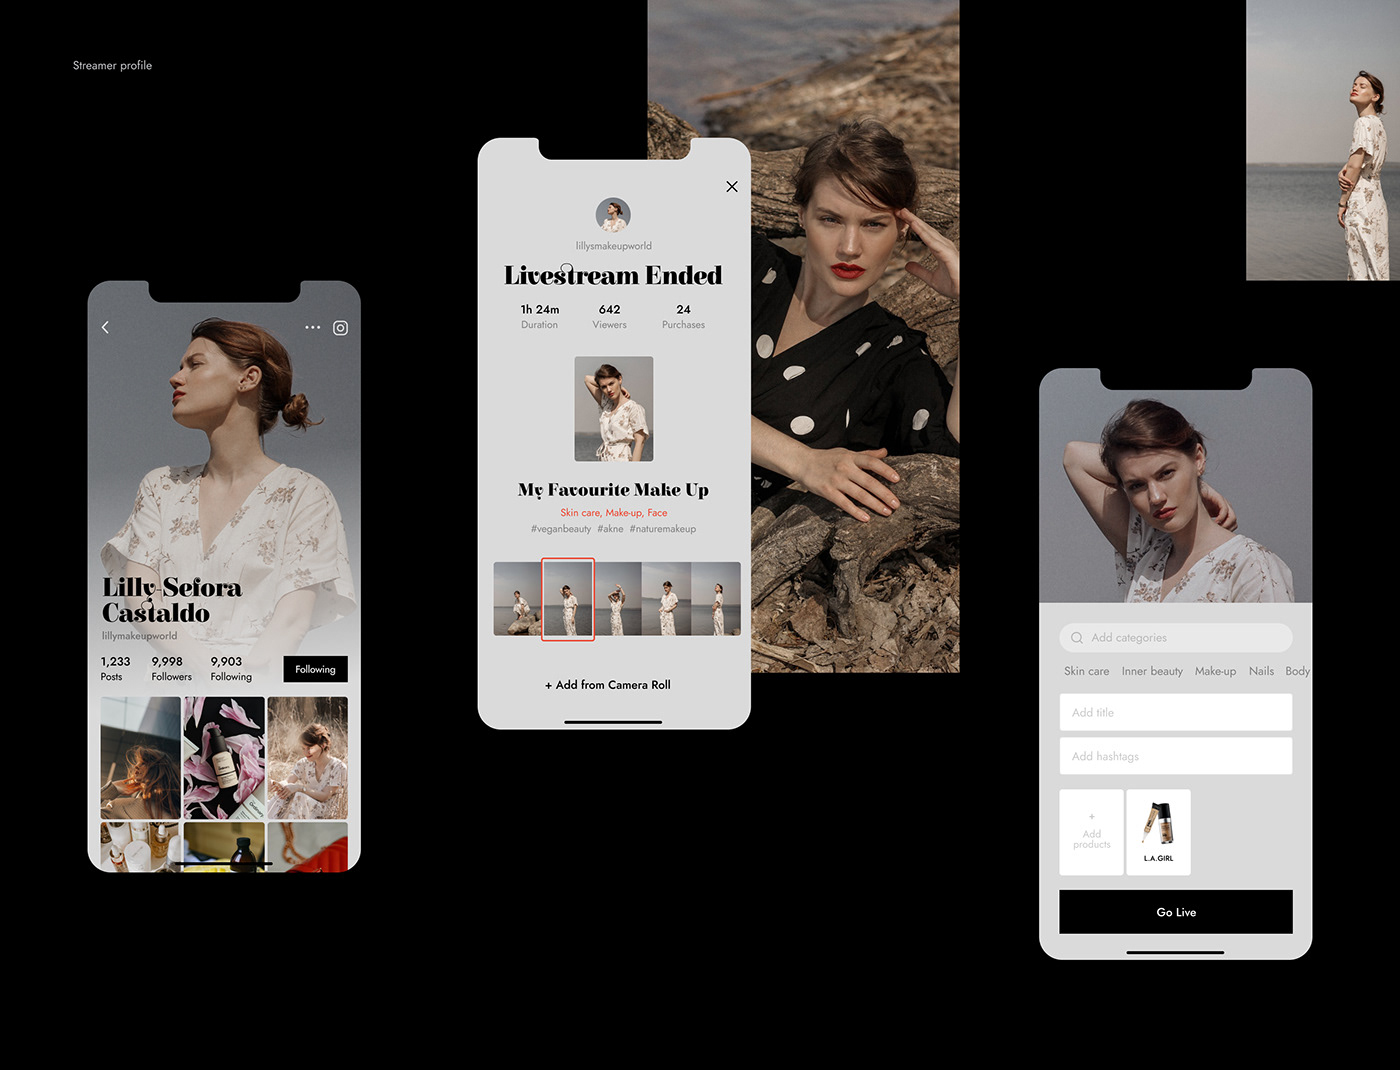 Streamer profile
Lilly-Sefora
Castaldo
lillymakeupworld
1,233 9,998 9,903
Posts Followers Following
Following
lillysmakeupworld
Livestream Ended
1h 24m 642 24
Duration Viewers Purchases
My Favourite Make Up
Skin care, Make-up, Face
#veganbeauty #akne #naturemakeup
+ Add from Camera Roll
Add categories
Skin care Inner beauty Make-up Nails Body
Add title
Add hashtags
+
Add
products
L.A.GIRL
Go Live